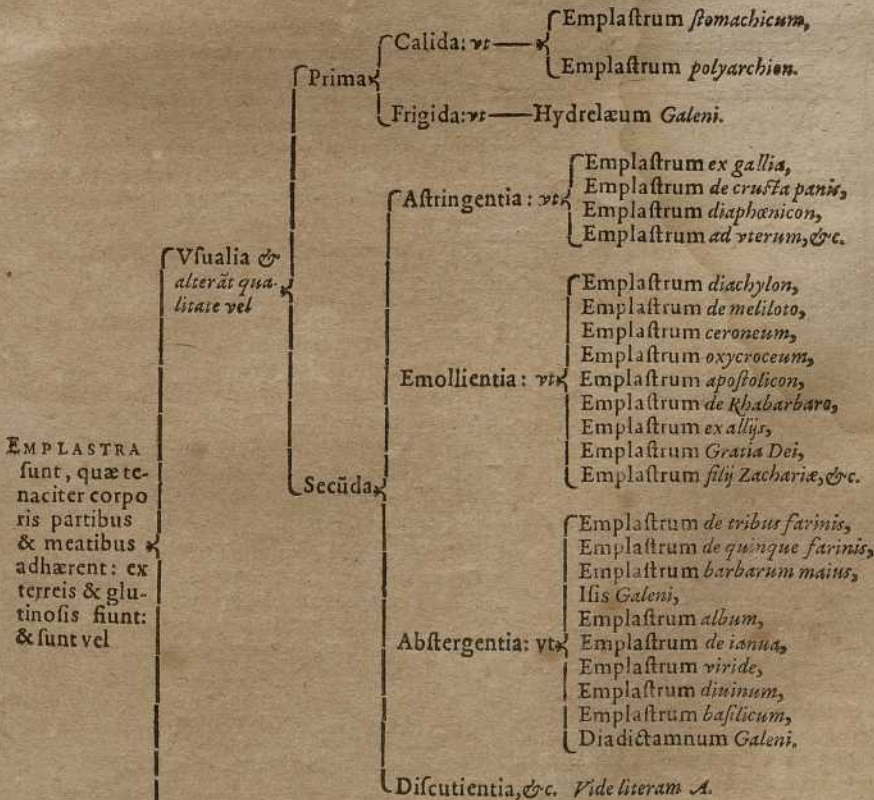 EMPLASTRA
ſunt, quæ te-
naciter corpo
ris partibus
& meatibus
adhærent: ex
terreis & glu-
tinoſis fiunt:
& ſunt vel
Vſualia &
alterāt qua-
litate vel
Prima
Calida: vt
Emplaſtrum ſtomachicum,
Emplaſtrum polyarchion.
Frigida: vt Hydrelæum Galeni.
Secūda
Aſtringentia: vt
Emplaſtrum ex gallia,
Emplaſtrum de cruſta panis,
Emplaſtrum diaphœnicon,
Emplaſtrum ad vterum, &c.
Emollientia: vt
Emplaſtrum diachylon,
Emplaſtrum de meliloto,
Emplaſtrum ceroneum,
Emplaſtrum oxycroceum,
Emplaſtrum apoſtolicon,
Emplaſtrum de Rhabarbaro,
Emplaſtrum ex allijs,
Emplaſtrum Gratia Dei,
Emplaſtrum filij Zachariæ, &c.
Abſtergentia: vt
Emplaſtrum de tribus farinis,
Emplaſtrum de quinque farinis,
Emplaſtrum barbarum maius,
Iſis Galeni,
Emplaſtrum album,
Emplaſtrum de ianua,
Emplaſtrum viride,
Emplaſtrum diuinum,
Emplaſtrum baſilicum,
Diadictamnum Galeni.
Diſcutientia, &c. Vide literam A.